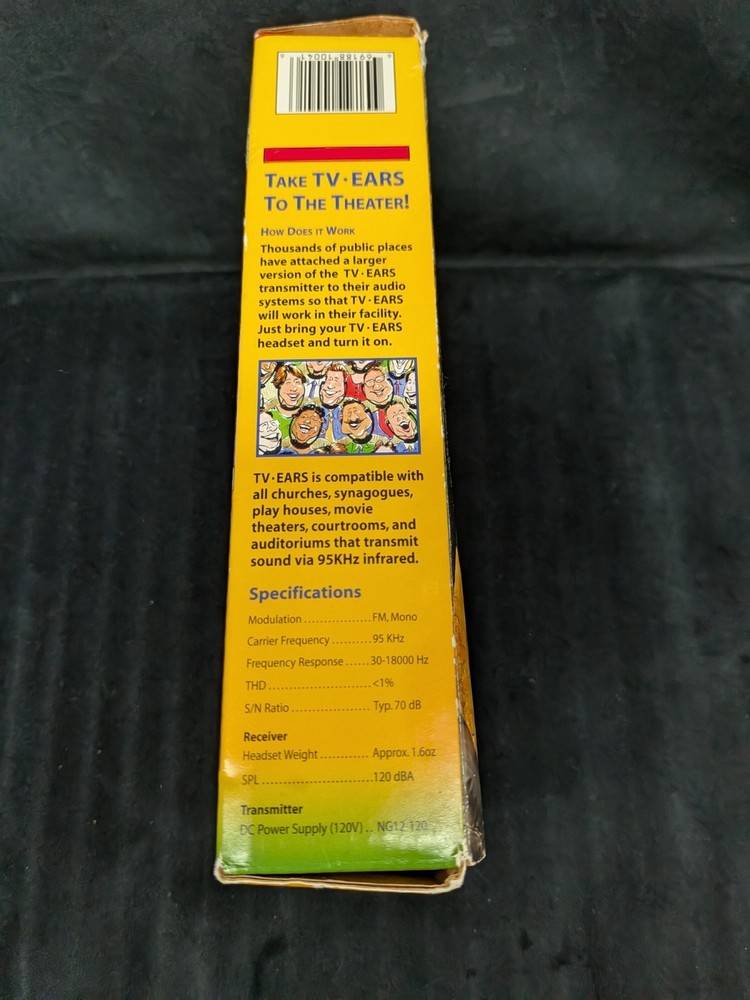 6 69188 10041 6
TAKE TV·EARS
TO THE THEATER!
HOW DOES IT WORK
Thousands of public places
have attached a larger
version of the TV·EARS
transmitter to their audio
systems so that TV·EARS
will work in their facility.
Just bring your TV·EARS
headset and turn it on.
TV·EARS is compatible with
all churches, synagogues,
play houses, movie
theaters, courtrooms, and
auditoriums that transmit
sound via 95KHz infrared.
Specifications
Modulation ................. FM, Mono
Carrier Frequency .......... 95 KHz
Frequency Response ...... 30-18000 Hz
THD .......................... <1%
S/N Ratio .................... Typ. 70 dB
Receiver
Headset Weight ............ Approx. 1.6oz
SPL ............................ 120 dBA
Transmitter
DC Power Supply (120V) .. NG12-120